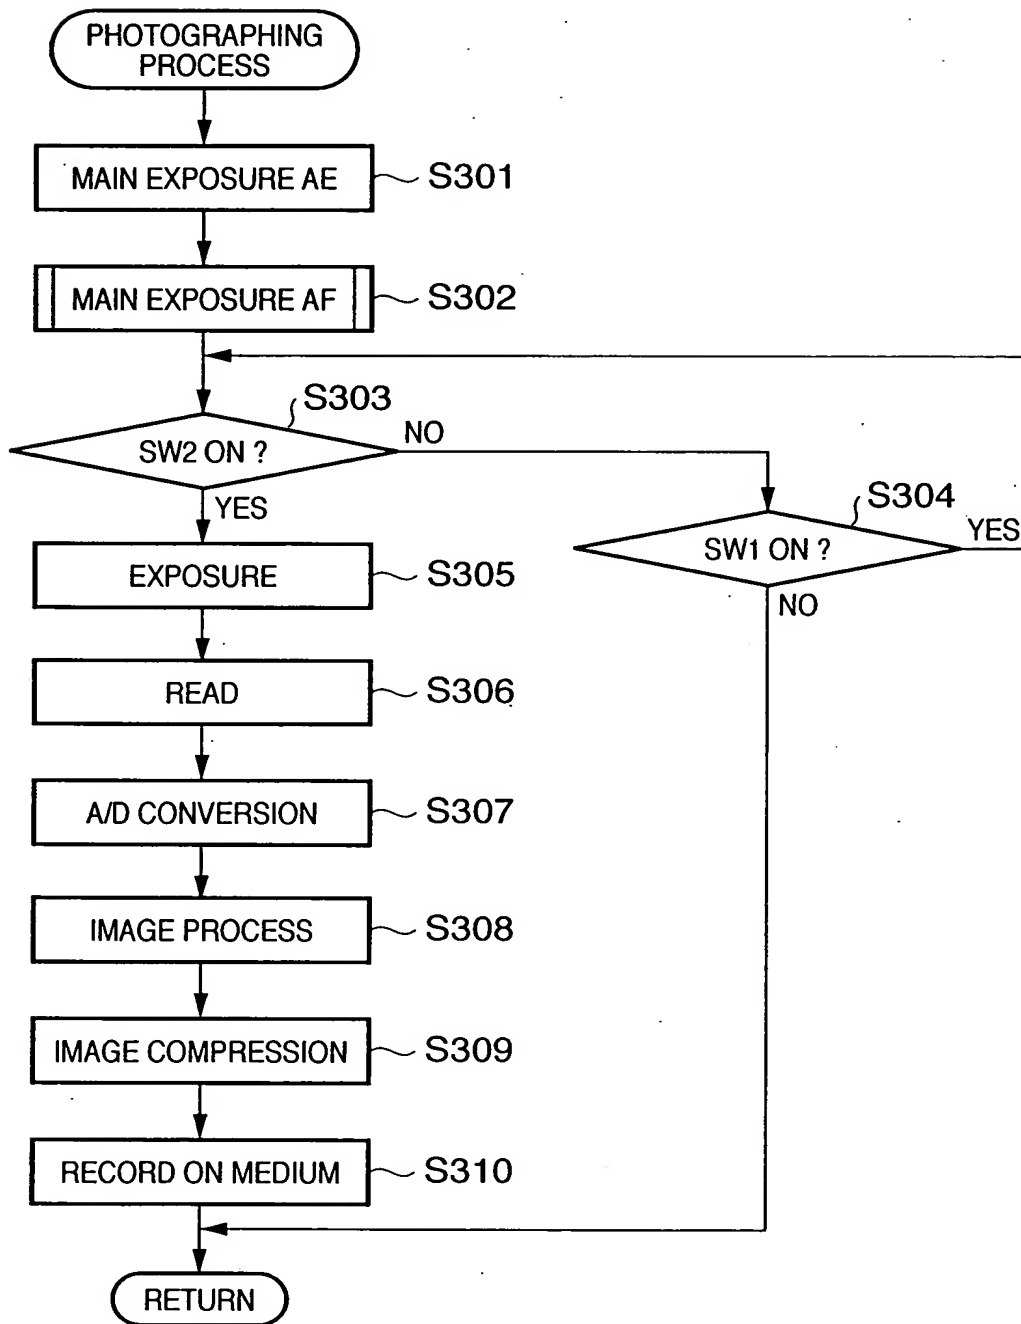 PHOTOGRAPHING
PROCESS
MAIN EXPOSURE AE
S301
MAIN EXPOSURE AF
S302
S303
SW2 ON ?
NO
YES
S304
SW1 ON ?
YES
NO
EXPOSURE
S305
READ
S306
A/D CONVERSION
S307
IMAGE PROCESS
S308
IMAGE COMPRESSION
S309
RECORD ON MEDIUM
S310
RETURN